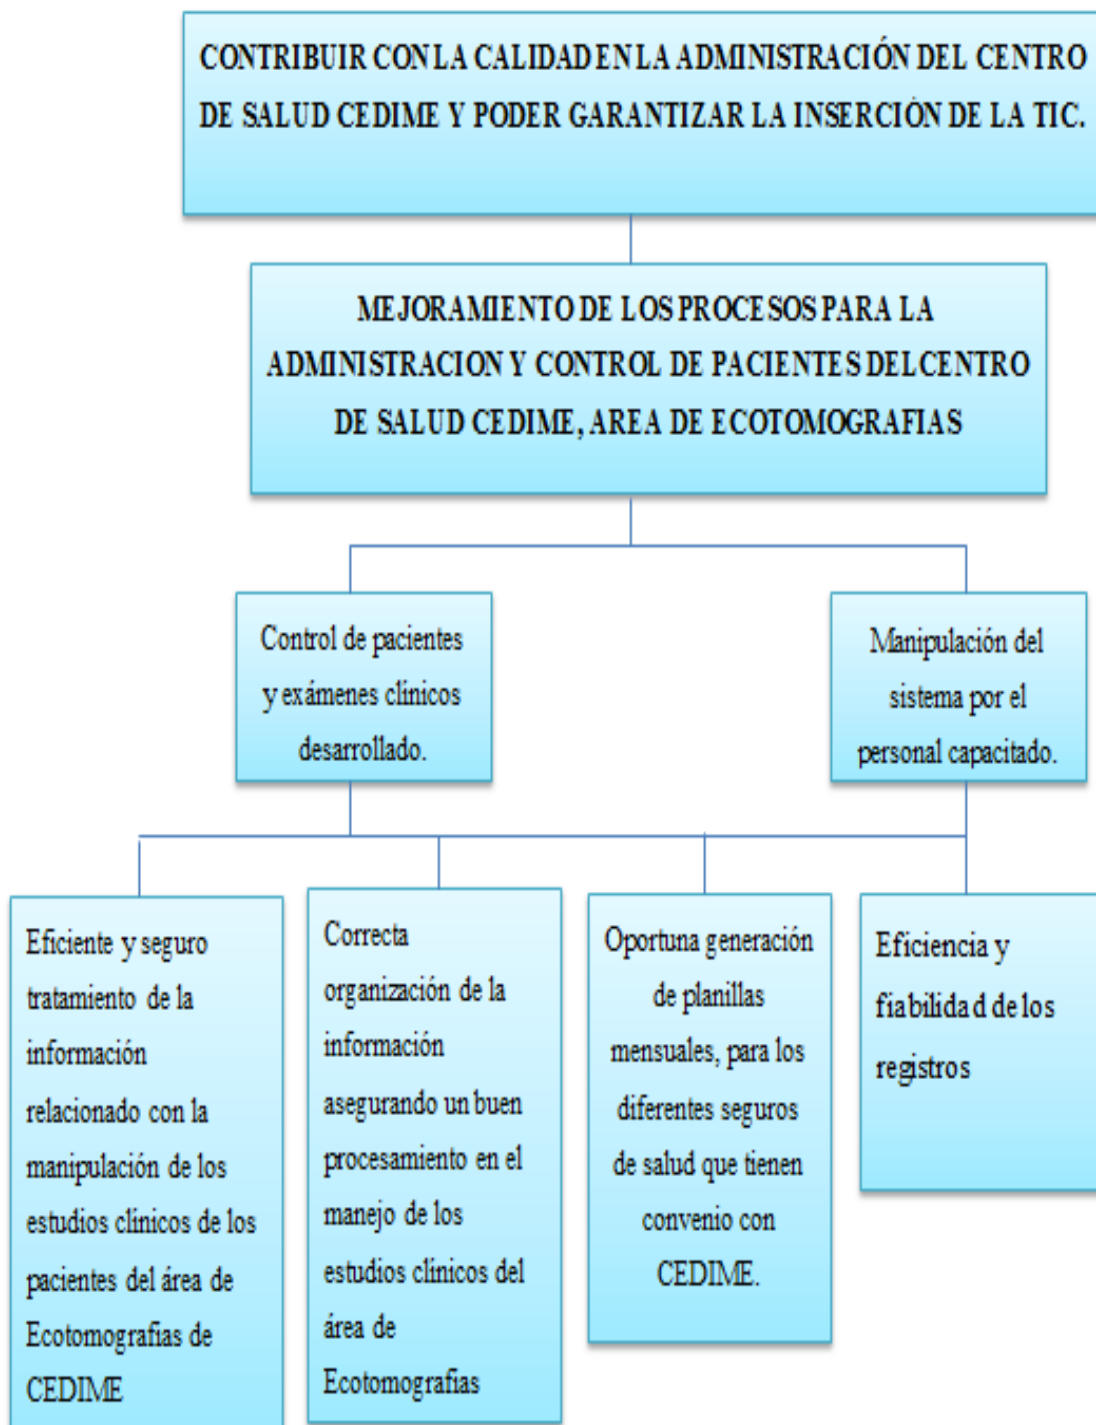 CONTRIBUIR CON LA CALIDAD EN LA ADMINISTRACIÓN DEL CENTRO
DE SALUD CEDIME Y PODER GARANTIZAR LA INSERCIÓN DE LA TIC.
MEJORAMIENTO DE LOS PROCESOS PARA LA
ADMINISTRACION Y CONTROL DE PACIENTES DEL CENTRO
DE SALUD CEDIME, AREA DE ECOTOMOGRAFIAS
Control de pacientes
y exámenes clínicos
desarrollado.
Manipulación del
sistema por el
personal capacitado.
Eficiente y seguro
tratamiento de la
información
relacionado con la
manipulación de los
estudios clínicos de los
pacientes del área de
Ecotomografias de
CEDIME
Correcta
organización de la
información
asegurando un buen
procesamiento en el
manejo de los
estudios clínicos del
área de
Ecotomografias
Oportuna generación
de planillas
mensuales, para los
diferentes seguros
de salud que tienen
convenio con
CEDIME.
Eficiencia y
fiabilidad de los
registros